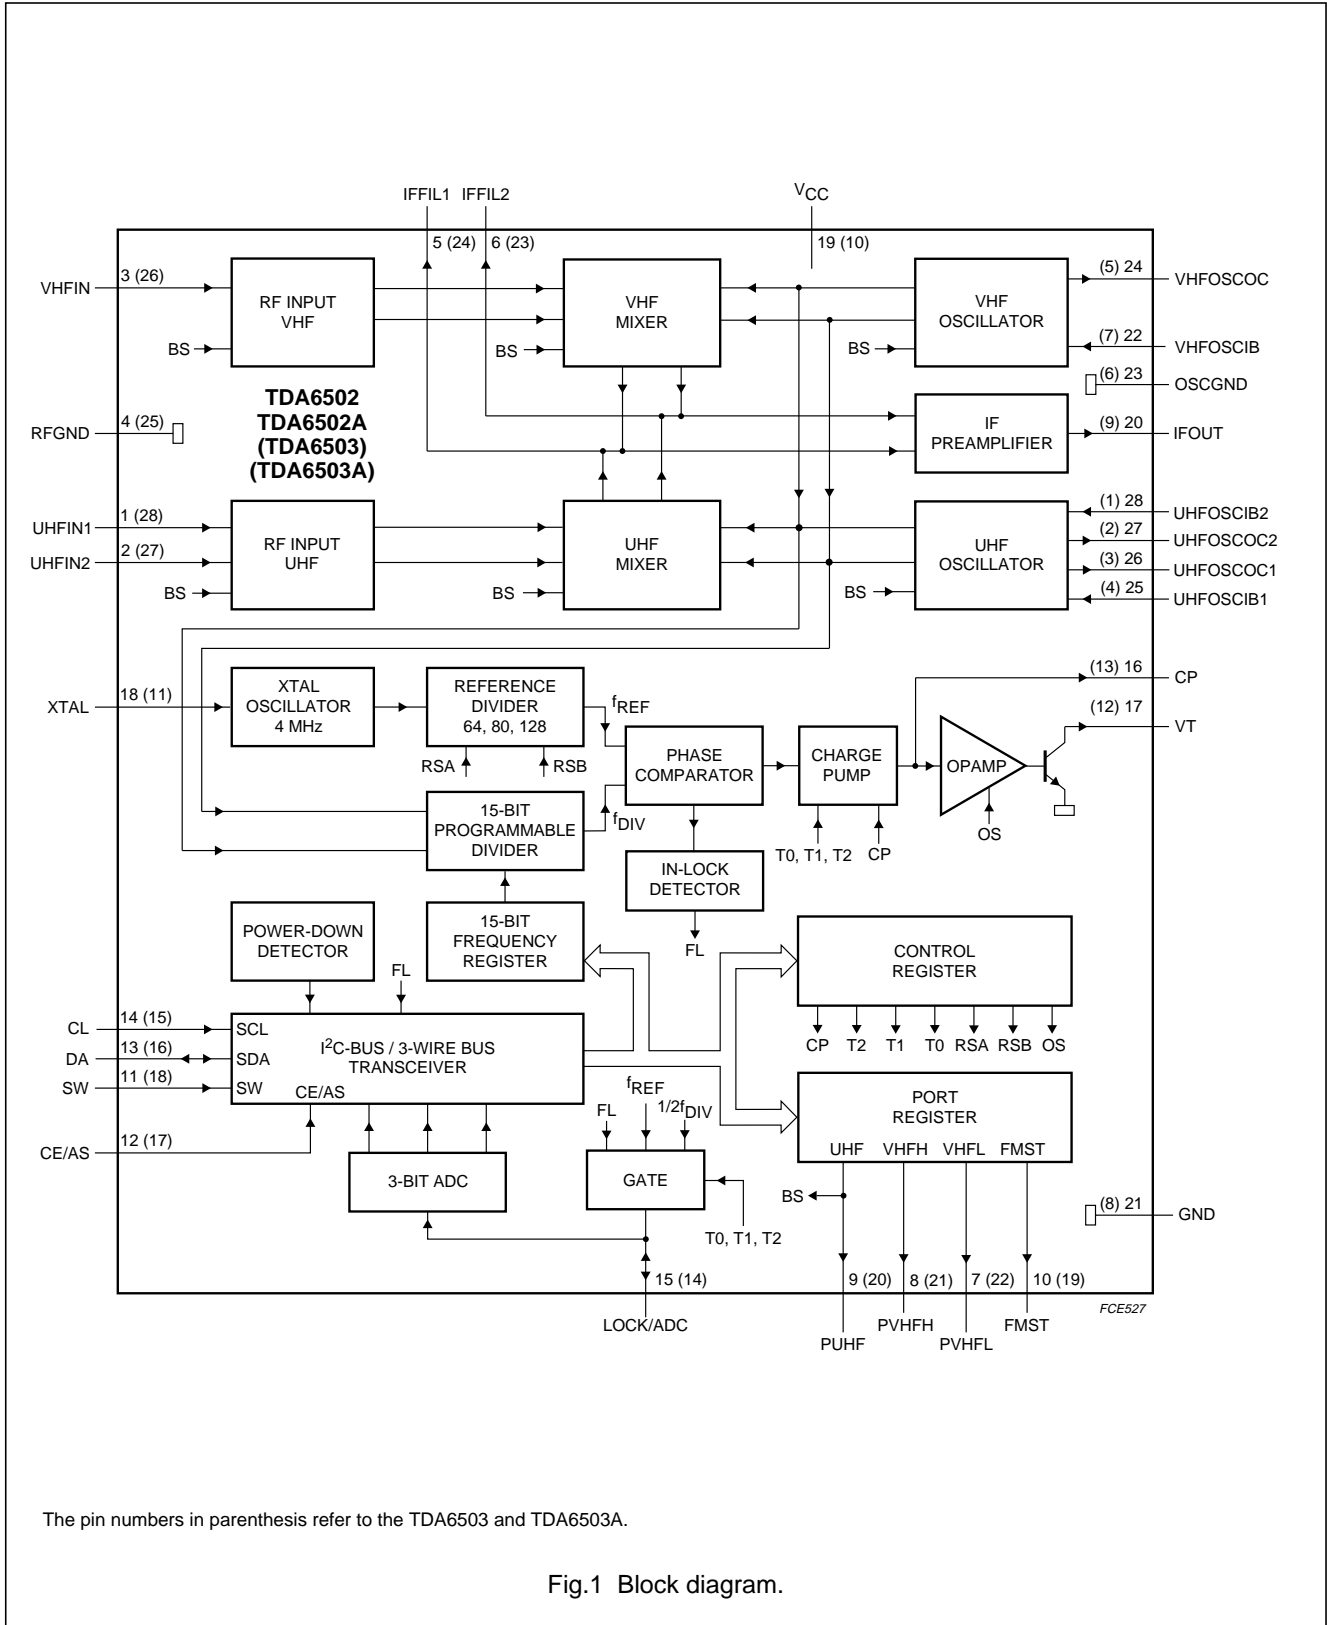 IFFIL1 IFFIL2 VCC
5 (24) 6 (23) 19 (10)
VHFIN 3 (26) RF INPUT VHF VHF MIXER VHF OSCILLATOR (5) 24 VHFOSCOC
BS BS BS (7) 22 VHFOSCIB
(6) 23 OSCGND
TDA6502
TDA6502A
(TDA6503)
(TDA6503A)
RFGND 4 (25) IF PREAMPLIFIER (9) 20 IFOUT
UHFIN1 1 (28) RF INPUT UHF UHF MIXER UHF OSCILLATOR (1) 28 UHFOSCIB2
UHFIN2 2 (27) (2) 27 UHFOSCOC2
(3) 26 UHFOSCOC1
BS BS BS (4) 25 UHFOSCIB1
XTAL 18 (11) XTAL OSCILLATOR 4 MHz REFERENCE DIVIDER 64, 80, 128 fREF (13) 16 CP
(12) 17 VT
RSA RSB PHASE COMPARATOR CHARGE PUMP OPAMP
15-BIT PROGRAMMABLE DIVIDER fDIV OS
T0, T1, T2 CP
IN-LOCK DETECTOR
FL
POWER-DOWN DETECTOR 15-BIT FREQUENCY REGISTER CONTROL REGISTER
FL
CP T2 T1 T0 RSA RSB OS
CL 14 (15) SCL
DA 13 (16) SDA I2C-BUS / 3-WIRE BUS TRANSCEIVER
SW 11 (18) SW CE/AS
CE/AS 12 (17)
3-BIT ADC
FL fREF 1/2fDIV
GATE
T0, T1, T2
PORT REGISTER
UHF VHFH VHFL FMST
BS
(8) 21 GND
15 (14) 9 (20) 8 (21) 7 (22) 10 (19)
LOCK/ADC PUHF PVHFH PVHFL FMST
FCE527
The pin numbers in parenthesis refer to the TDA6503 and TDA6503A.
Fig.1 Block diagram.